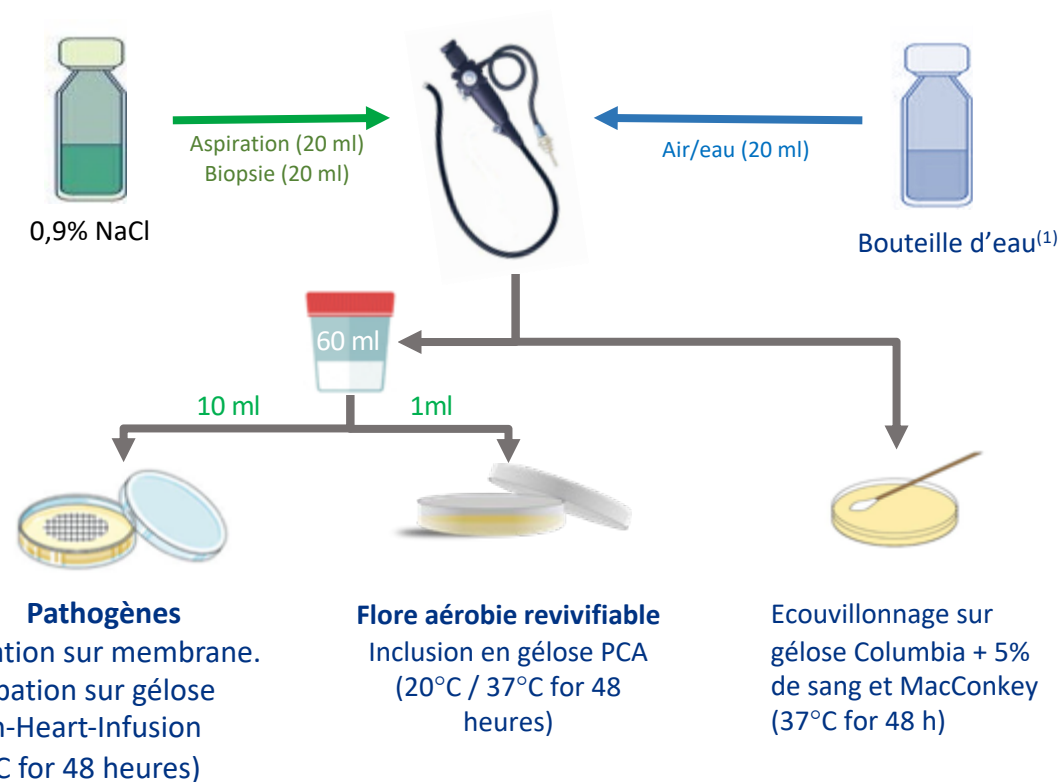 Aspiration (20 ml)
Biopsie (20 ml)
Air/eau (20 ml)
0,9% NaCl
Bouteille d'eau(1)
60 ml
10 ml
1ml
Pathogènes
ation sur membrane.
bation sur gélose
n-Heart-Infusion
C for 48 heures)
Flore aérobie revivifiable
Inclusion en gélose PCA
(20°C / 37°C for 48
heures)
Ecouvillonnage sur
gélose Columbia + 5%
de sang et MacConkey
(37°C for 48 h)